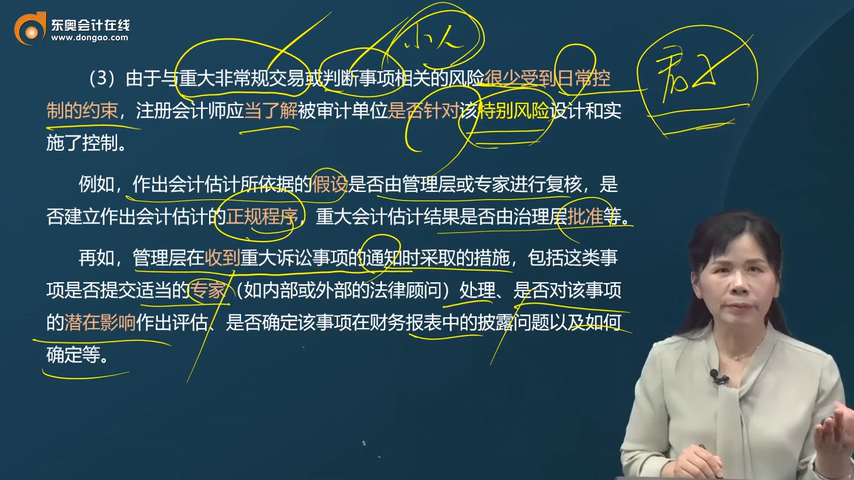 东奥会计在线
www.dongao.com
小人
君子
（3）由于与重大非常规交易或判断事项相关的风险很少受到日常控
制的约束，注册会计师应当了解被审计单位是否针对该特别风险设计和实
施了控制。
例如，作出会计估计所依据的假设是否由管理层或专家进行复核，是
否建立作出会计估计的正规程序，重大会计估计结果是否由治理层批准等。
再如，管理层在收到重大诉讼事项的通知时采取的措施，包括这类事
项是否提交适当的专家（如内部或外部的法律顾问）处理、是否对该事项
的潜在影响作出评估、是否确定该事项在财务报表中的披露问题以及如何
确定等。